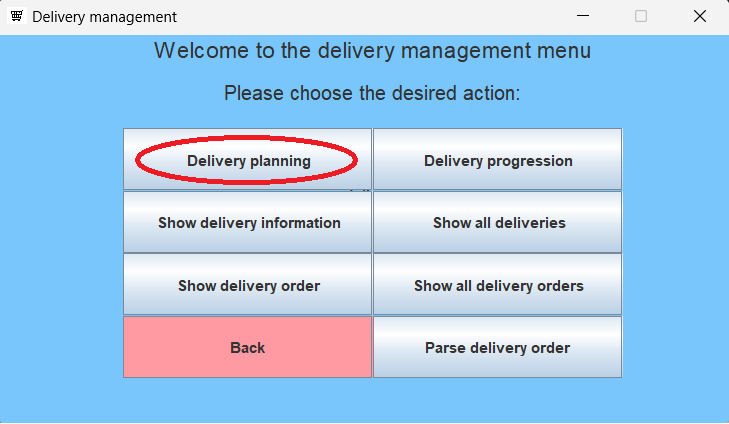 Delivery management
Welcome to the delivery management menu
Please choose the desired action:
Delivery planning
Delivery progression
Show delivery information
Show all deliveries
Show delivery order
Show all delivery orders
Back
Parse delivery order